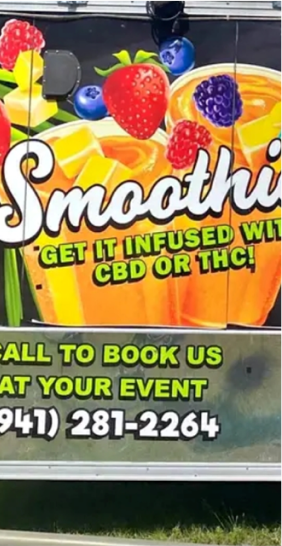 Smoothi
GET IT INFUSED WIT
CBD OR THC!
CALL TO BOOK US
AT YOUR EVENT
941) 281-2264